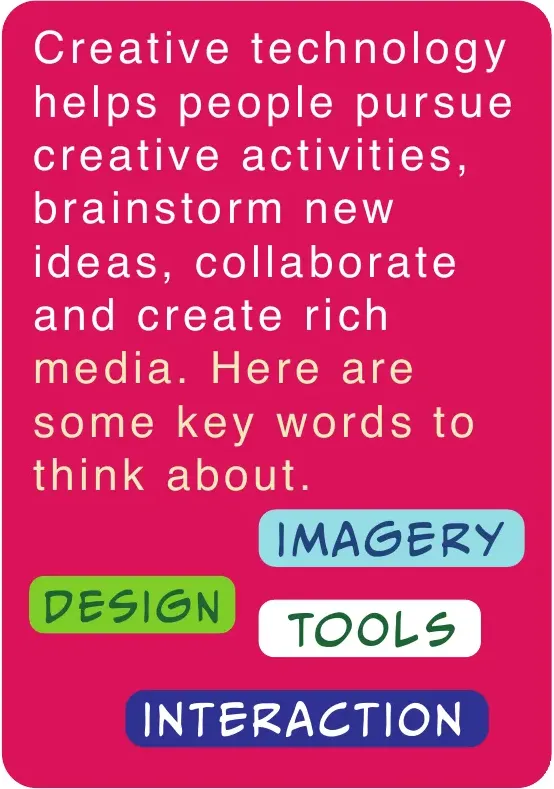 Creative technology
helps people pursue
creative activities,
brainstorm new
ideas, collaborate
and create rich
media. Here are
some key words to
think about.
IMAGERY
DESIGN
TOOLS
INTERACTION